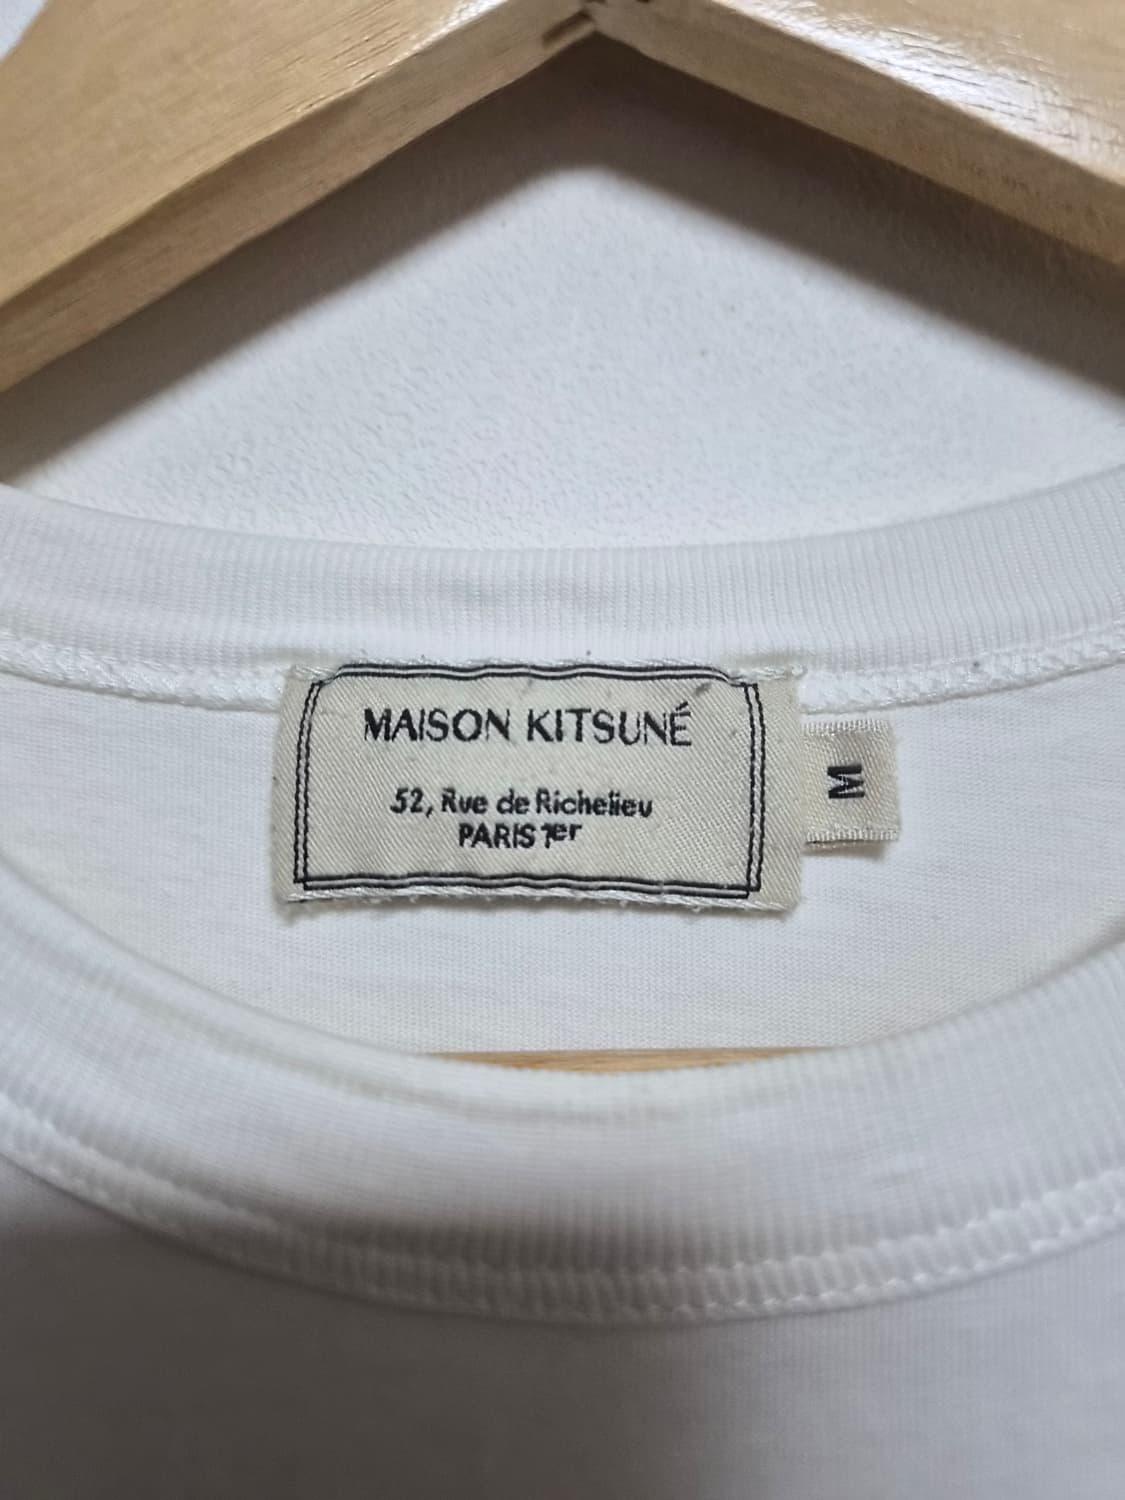 MAISON KITSUNÉ
52, Rue de Richelieu
PARIS 1er
M